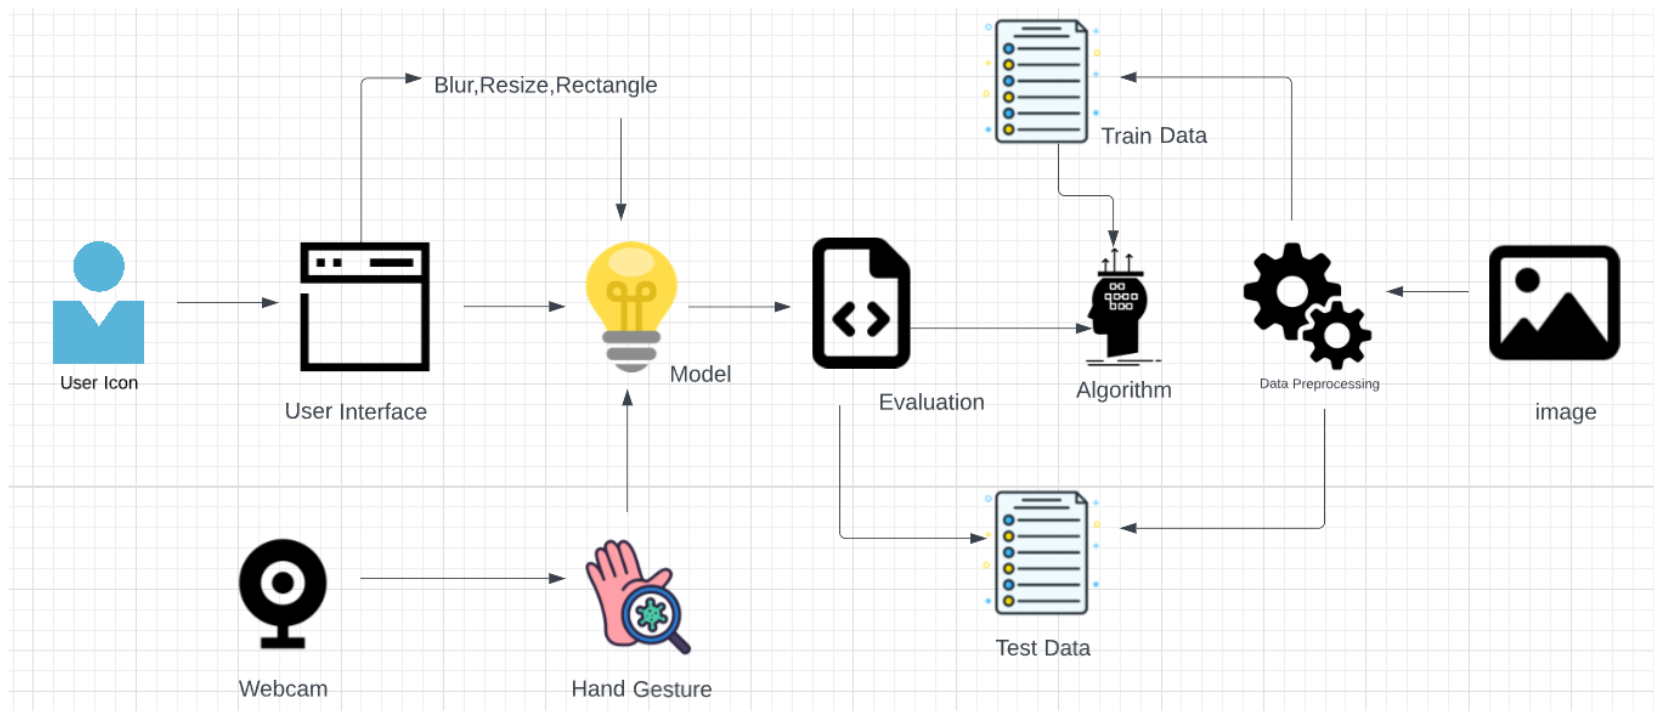 Blur,Resize,Rectangle
Train Data
User Icon
User Interface
Model
Evaluation
Algorithm
Data Preprocessing
image
Webcam
Hand Gesture
Test Data